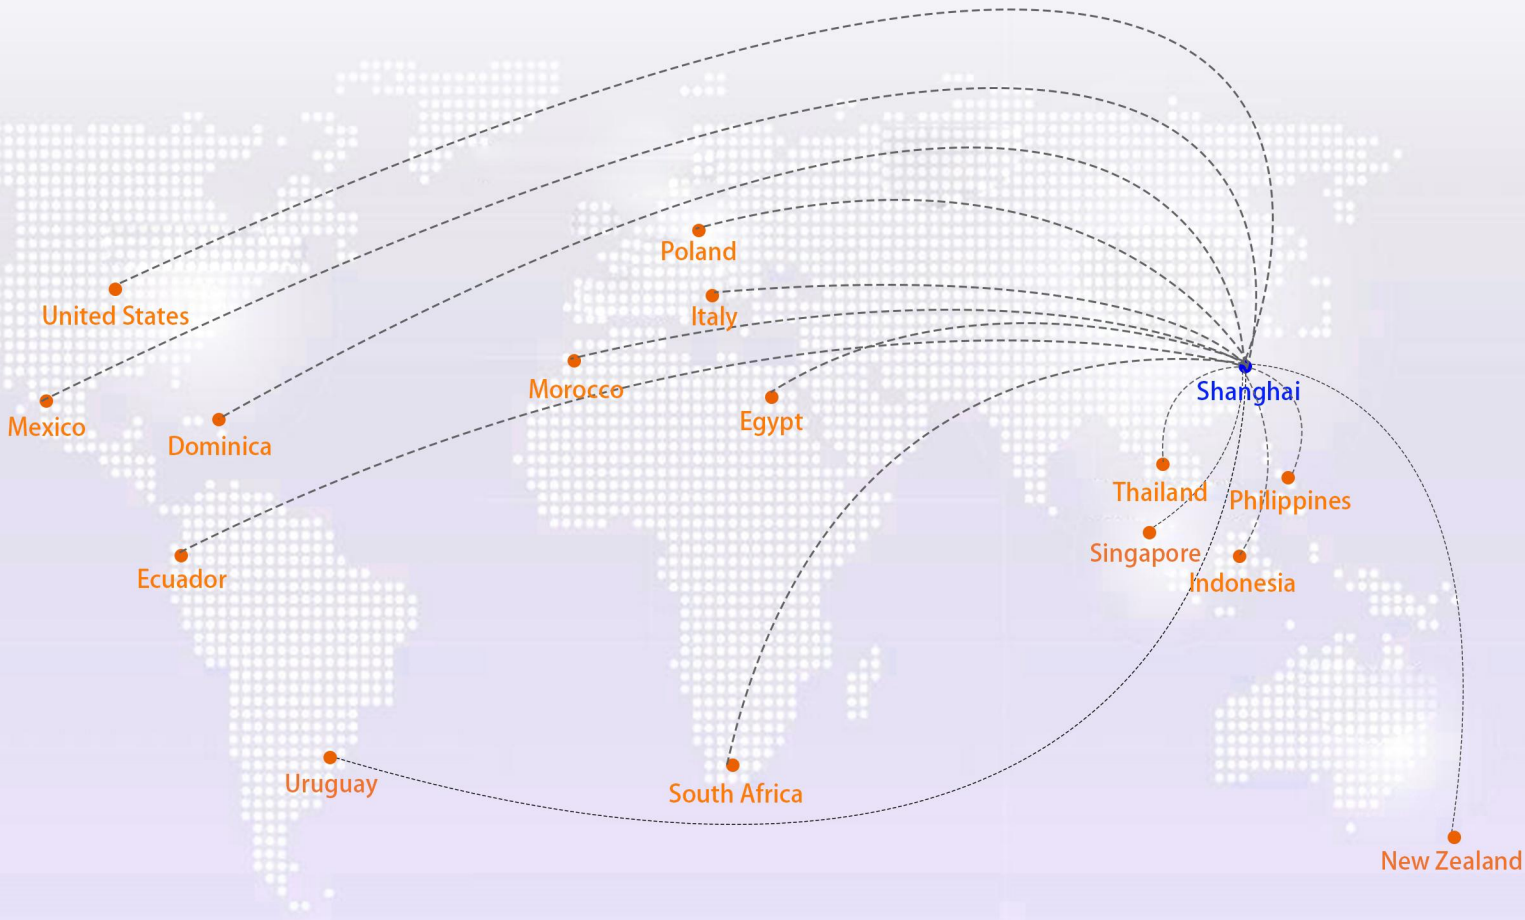 Poland
United States
Italy
Morocco
Shanghai
Mexico
Egypt
Dominica
Thailand
Philippines
Singapore
Ecuador
Indonesia
Uruguay
South Africa
New Zealand